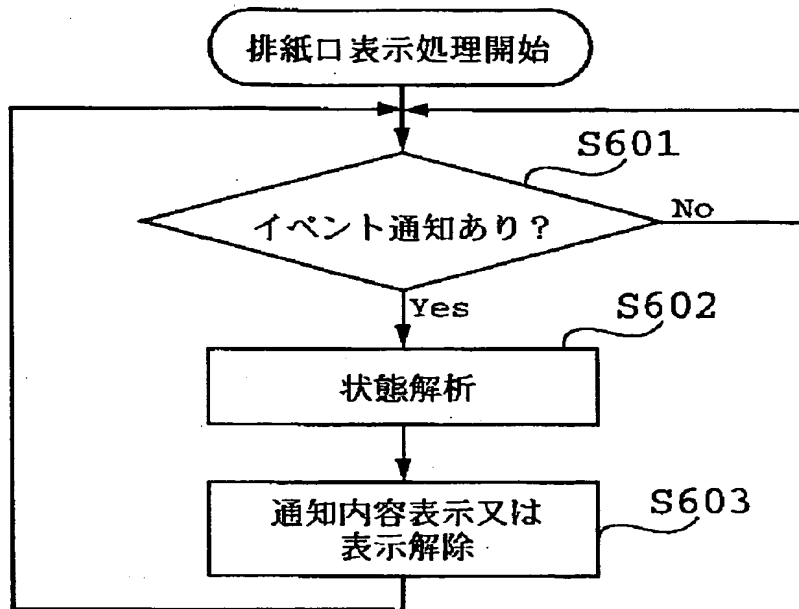 排紙口表示処理開始
S601
イベント通知あり？
No
Yes
S602
状態解析
S603
通知内容表示又は
表示解除